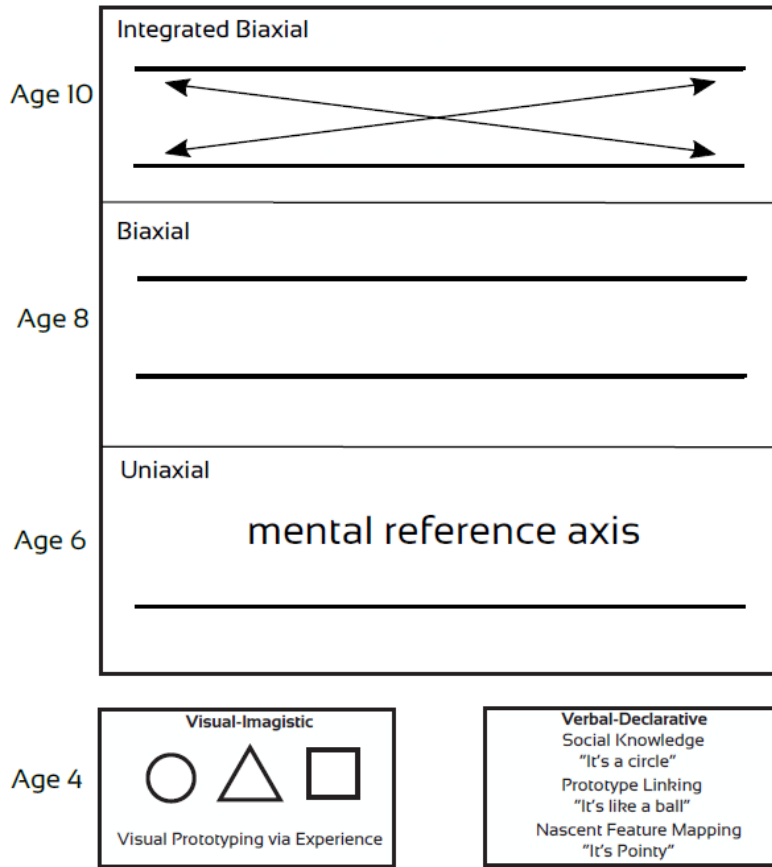 Integrated Biaxial
Age 10
Biaxial
Age 8
Uniaxial
mental reference axis
Age 6
Visual-Imagistic
Visual Prototyping via Experience
Age 4
Verbal-Declarative
Social Knowledge
"It's a circle"
Prototype Linking
"It's like a ball"
Nascent Feature Mapping
"It's Pointy"